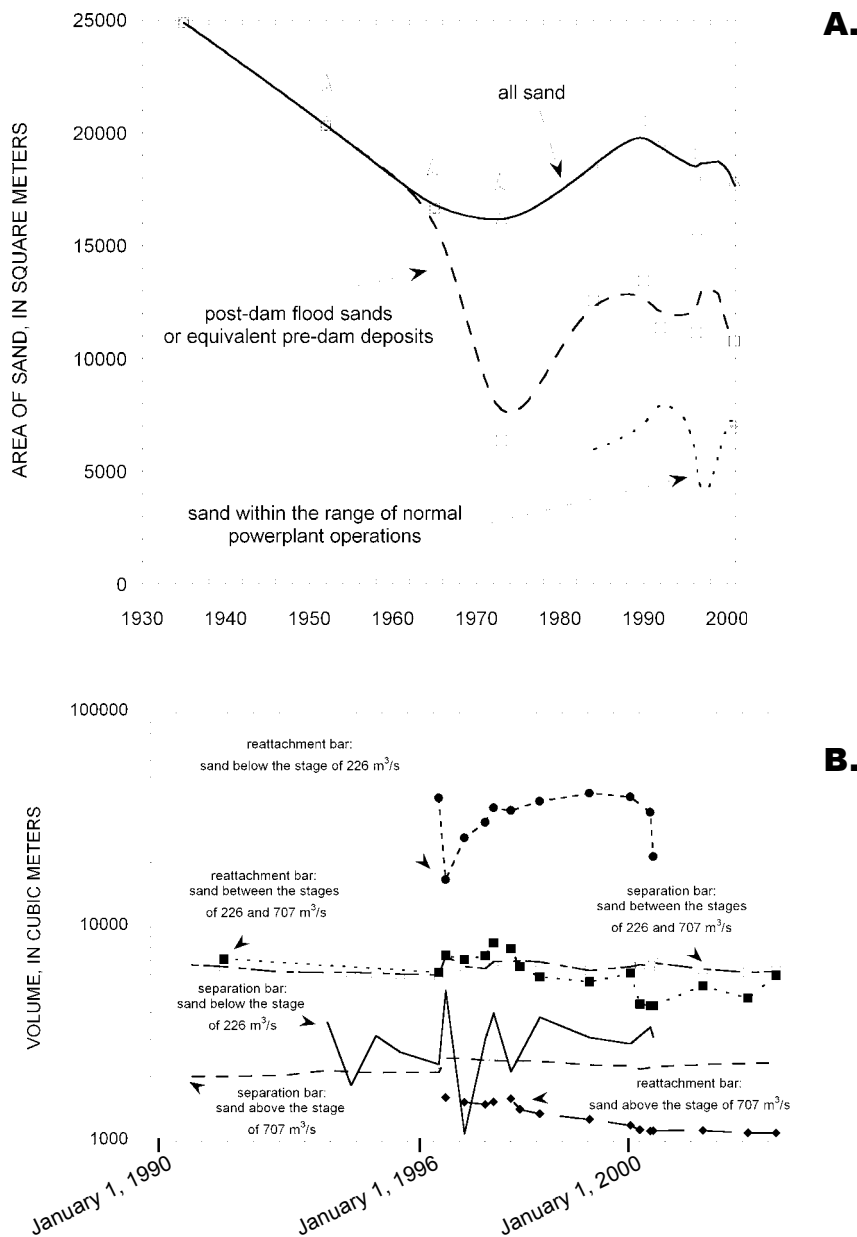 A.
AREA OF SAND, IN SQUARE METERS
25000
20000
15000
10000
5000
0
all sand
post-dam flood sands
or equivalent pre-dam deposits
sand within the range of normal
powerplant operations
1930 1940 1950 1960 1970 1980 1990 2000
B.
VOLUME, IN CUBIC METERS
100000
10000
1000
reattachment bar:
sand below the stage of 226 m³/s
reattachment bar:
sand between the stages
of 226 and 707 m³/s
separation bar:
sand between the stages
of 226 and 707 m³/s
separation bar:
sand below the stage
of 226 m³/s
separation bar:
sand above the stage
of 707 m³/s
reattachment bar:
sand above the stage of 707 m³/s
January 1, 1990
January 1, 1996
January 1, 2000